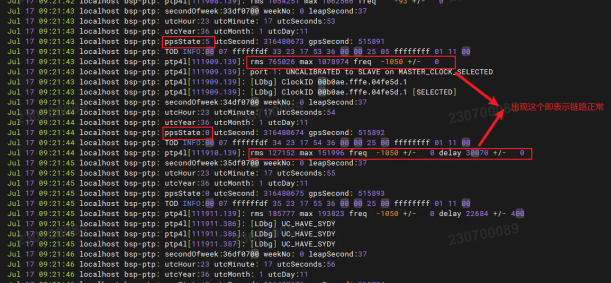 Jul 17 09:21:42 localhost bsp-ptp: ptp4l[111908.139]: rms 1054251 max 1062566 freq -93 +/- 0
Jul 17 09:21:43 localhost bsp-ptp: secondOfweek:33df0700 weekNo: 0 leapSecond:37
Jul 17 09:21:43 localhost bsp-ptp: utcHour:23 utcMinute: 17 utcSeconds:53
Jul 17 09:21:43 localhost bsp-ptp: utcYear:36 utcMonth: 1 utcDay:11
Jul 17 09:21:43 localhost bsp-ptp: ppsState:5 utcSecond: 316480673 gpsSecond: 515891
Jul 17 09:21:43 localhost bsp-ptp: TOD INFO:00 07 ffffffdf 33 23 17 53 36 00 00 25 05 ffffffff 01 11 00
Jul 17 09:21:43 localhost bsp-ptp: ptp4l[111909.139]: rms 765026 max 1078974 freq -1050 +/- 0
Jul 17 09:21:43 localhost bsp-ptp: ptp4l[111909.139]: port 1: UNCALIBRATED to SLAVE on MASTER_CLOCK_SELECTED
Jul 17 09:21:43 localhost bsp-ptp: ptp4l[111909.139]: [LDbg] ClockID 00b0ae.fffe.04fe5d.1
Jul 17 09:21:43 localhost bsp-ptp: ptp4l[111909.139]: [LDbg] ClockID 00b0ae.fffe.04fe5d.1 [SELECTED]
Jul 17 09:21:44 localhost bsp-ptp: secondOfweek:34df0700 weekNo: 0 leapSecond:37
Jul 17 09:21:44 localhost bsp-ptp: utcHour:23 utcMinute: 17 utcSeconds:54
Jul 17 09:21:44 localhost bsp-ptp: utcYear:36 utcMonth: 1 utcDay:11
Jul 17 09:21:44 localhost bsp-ptp: ppsState:0 utcSecond: 316480674 gpsSecond: 515892
Jul 17 09:21:44 localhost bsp-ptp: TOD INFO:00 07 ffffffdf 34 23 17 54 36 00 00 25 00 ffffffff 01 11 00
Jul 17 09:21:44 localhost bsp-ptp: ptp4l[111910.139]: rms 127152 max 151996 freq -1050 +/- 0 delay 30070 +/- 0
Jul 17 09:21:45 localhost bsp-ptp: secondOfweek:35df0700 weekNo: 0 leapSecond:37
Jul 17 09:21:45 localhost bsp-ptp: utcHour:23 utcMinute: 17 utcSeconds:55
Jul 17 09:21:45 localhost bsp-ptp: utcYear:36 utcMonth: 1 utcDay:11
Jul 17 09:21:45 localhost bsp-ptp: ppsState:0 utcSecond: 316480675 gpsSecond: 515893
Jul 17 09:21:45 localhost bsp-ptp: TOD INFO:00 07 ffffffdf 35 23 17 55 36 00 00 25 00 ffffffff 01 11 00
Jul 17 09:21:45 localhost bsp-ptp: ptp4l[111911.139]: rms 185777 max 193823 freq -1050 +/- 0 delay 22684 +/- 400
Jul 17 09:21:45 localhost bsp-ptp: ptp4l[111911.386]: [LDbg] UC_HAVE_SYDY
Jul 17 09:21:45 localhost bsp-ptp: ptp4l[111911.386]: [LDbg] UC_HAVE_SYDY
Jul 17 09:21:45 localhost bsp-ptp: ptp4l[111911.387]: [LDbg] UC_HAVE_SYDY
Jul 17 09:21:46 localhost bsp-ptp: secondOfweek:36df0700 weekNo: 0 leapSecond:37
Jul 17 09:21:46 localhost bsp-ptp: utcHour:23 utcMinute: 17 utcSeconds:56
Jul 17 09:21:46 localhost bsp-ptp: utcYear:36 utcMonth: 1 utcDay:11
出现这个即表示链路正常
230700089
230700089